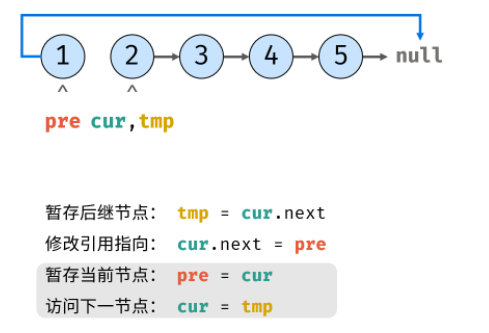 1 2 3 4 5 null
^ ^
pre cur,tmp
暂存后继节点： tmp = cur.next
修改引用指向： cur.next = pre
暂存当前节点： pre = cur
访问下一节点： cur = tmp